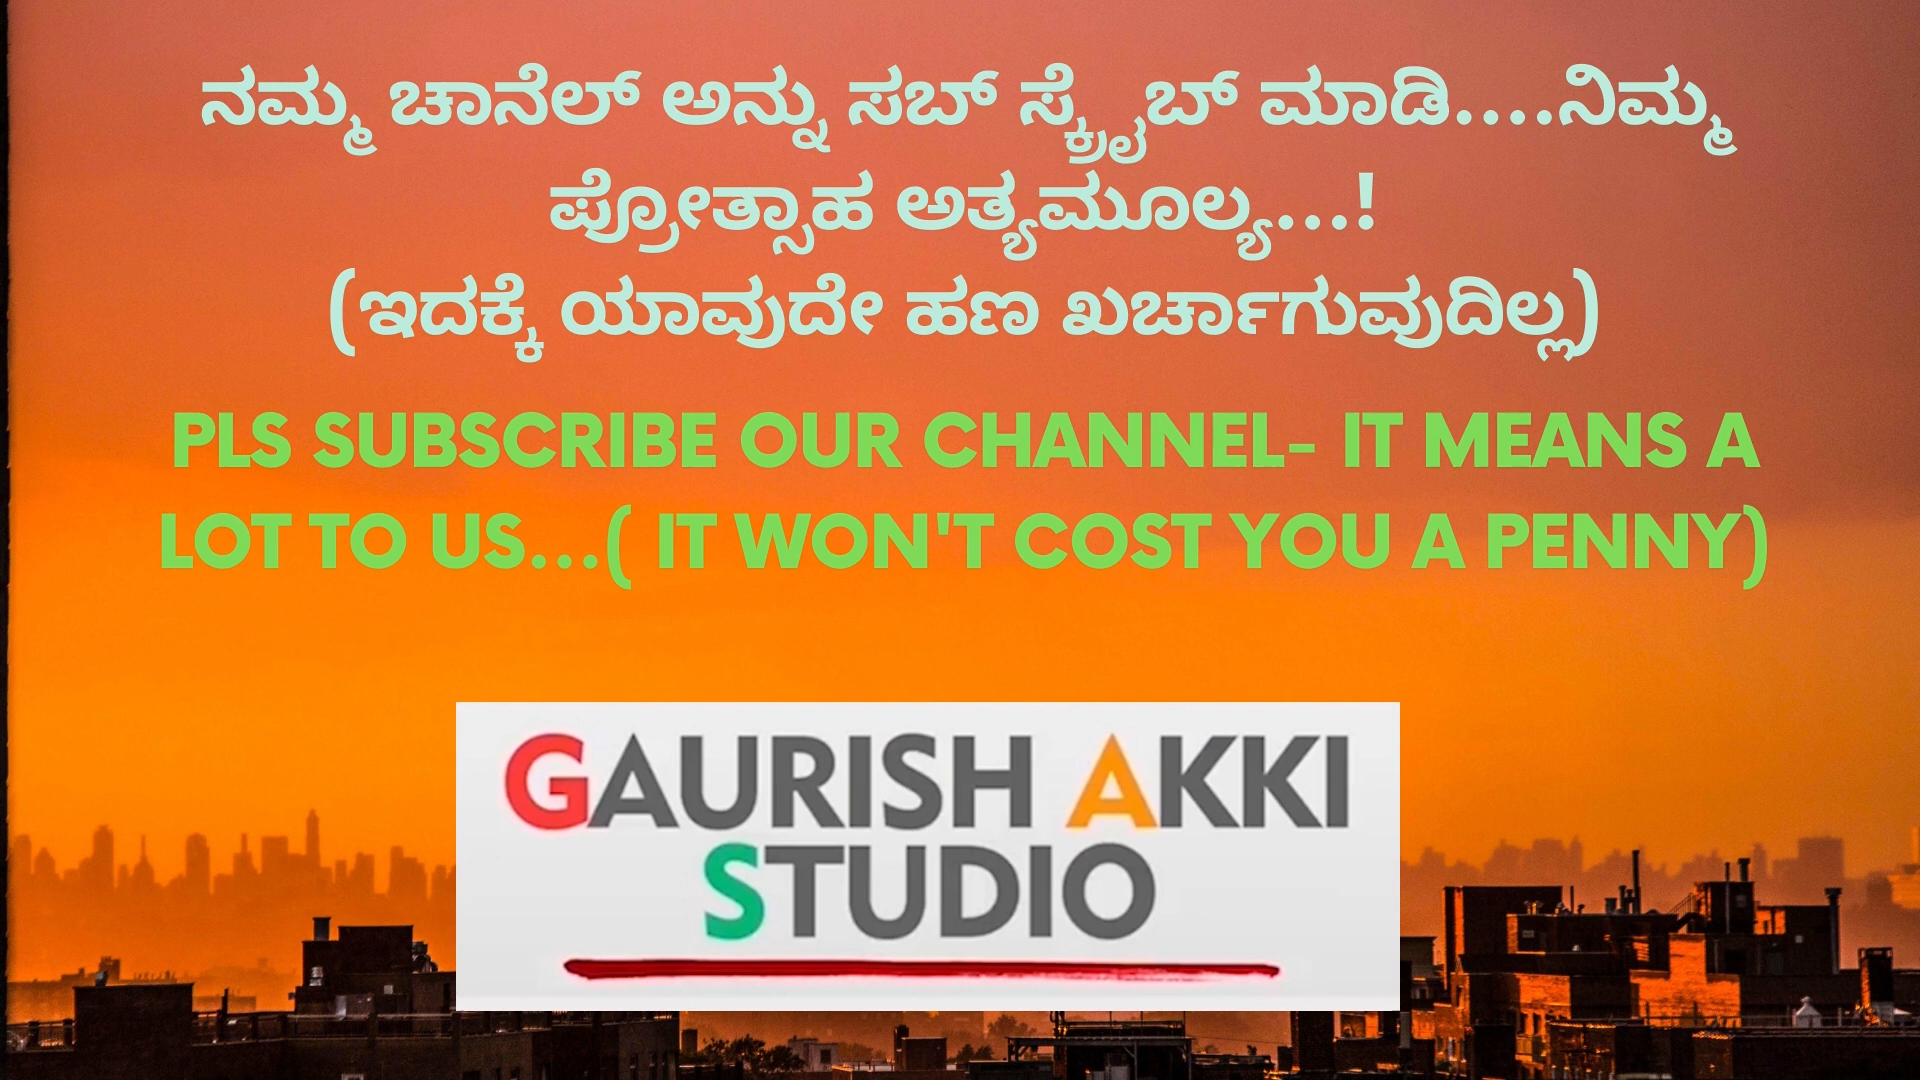 ನಮ್ಮ ಚಾನೆಲ್ ಅನ್ನು ಸಬ್ ಸ್ಕ್ರೈಬ್ ಮಾಡಿ....ನಿಮ್ಮ
ಪ್ರೋತ್ಸಾಹ ಅತ್ಯಮೂಲ್ಯ...!
(ಇದಕ್ಕೆ ಯಾವುದೇ ಹಣ ಖರ್ಚಾಗುವುದಿಲ್ಲ)
PLS SUBSCRIBE OUR CHANNEL- IT MEANS A
LOT TO US...( IT WON'T COST YOU A PENNY)
GAURISH AKKI
STUDIO